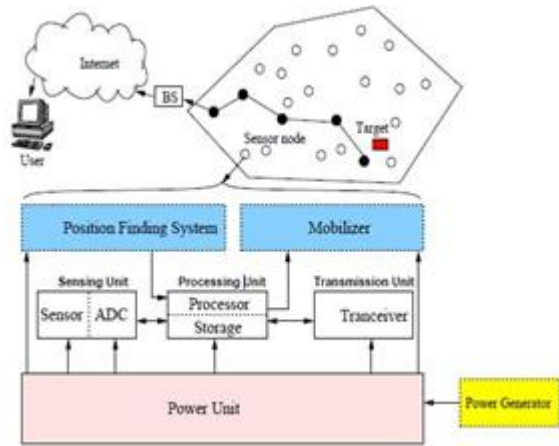 Internet
BS
User
Sensor node
Target
Position Finding System
Mobilizer
Sensing Unit
Processing Unit
Transmission Unit
Sensor
ADC
Processor
Storage
Tranceiver
Power Unit
Power Generator